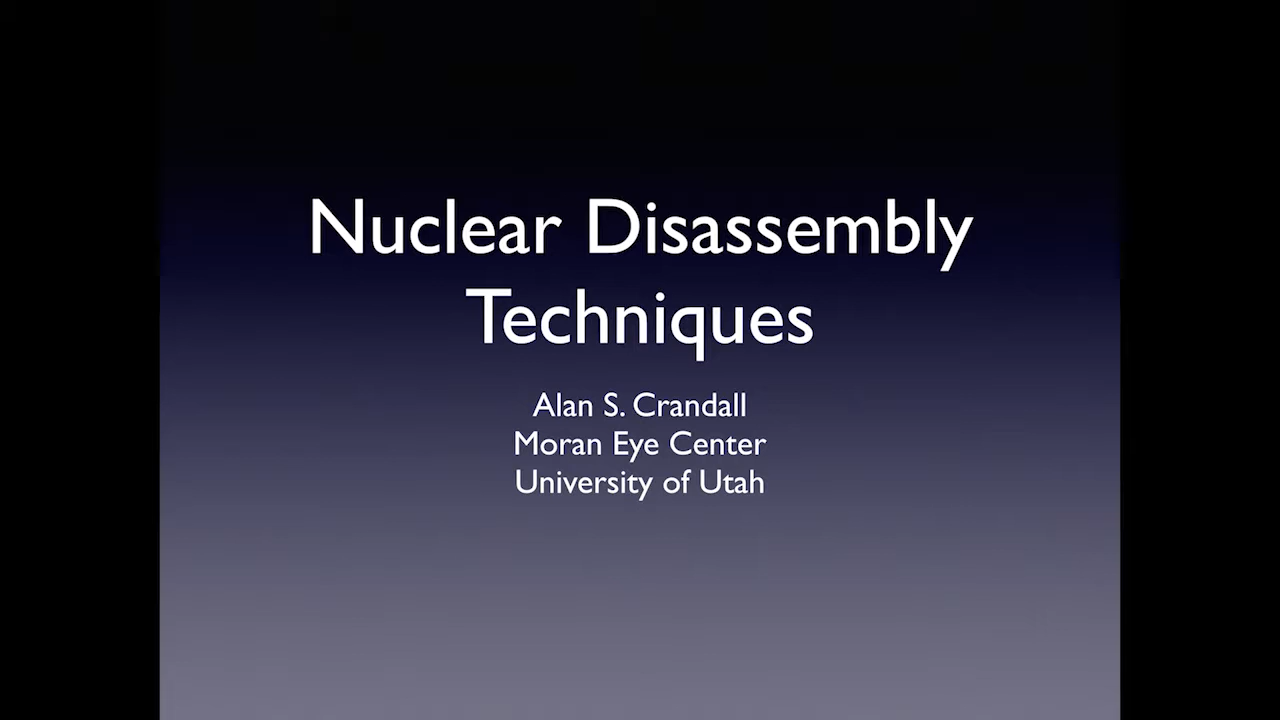 Nuclear Disassembly
Techniques
Alan S. Crandall
Moran Eye Center
University of Utah